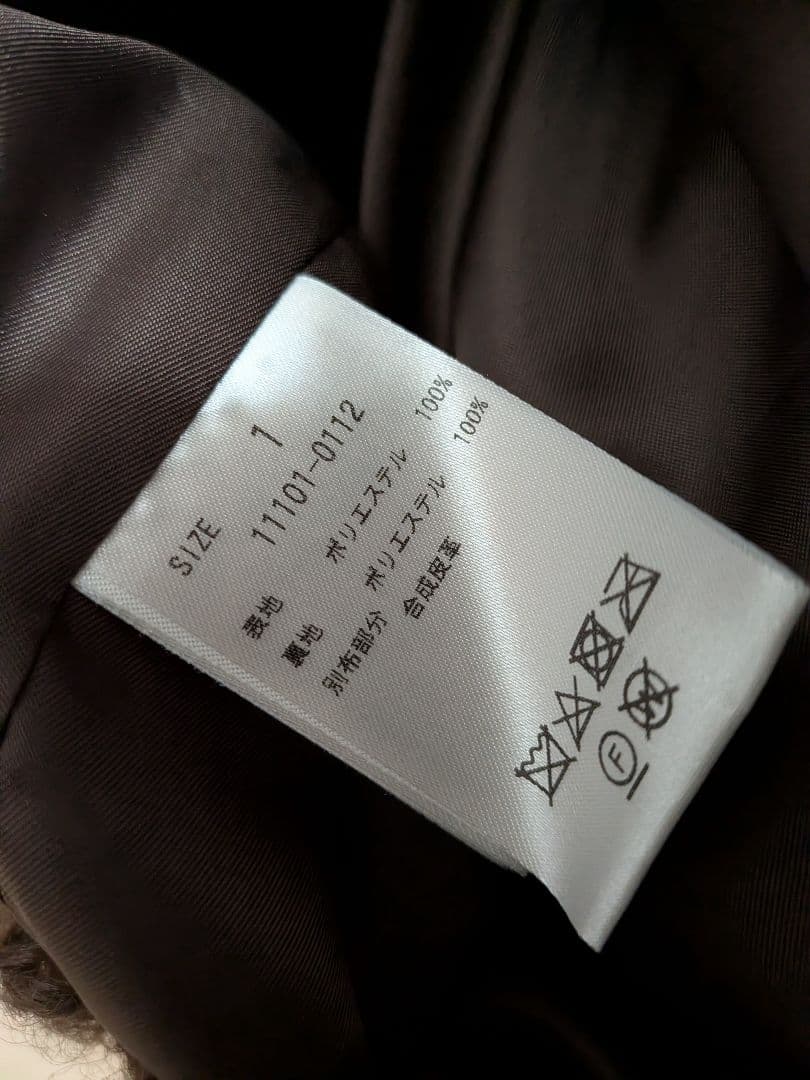 SIZE 1
11101-0112
表地 ポリエステル 100%
裏地 ポリエステル 100%
別布部分 合成皮革
F
W